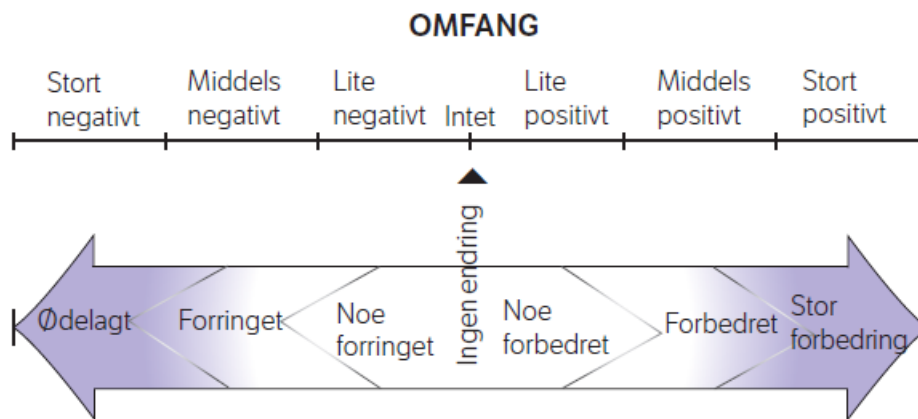 OMFANG
Stort
negativt
Middels
negativt
Lite
negativt
Intet
Lite
positivt
Middels
positivt
Stort
positivt
Ødelagt
Forringet
Noe
forringet
Ingen endring
Noe
forbedret
Forbedret
Stor
forbedring